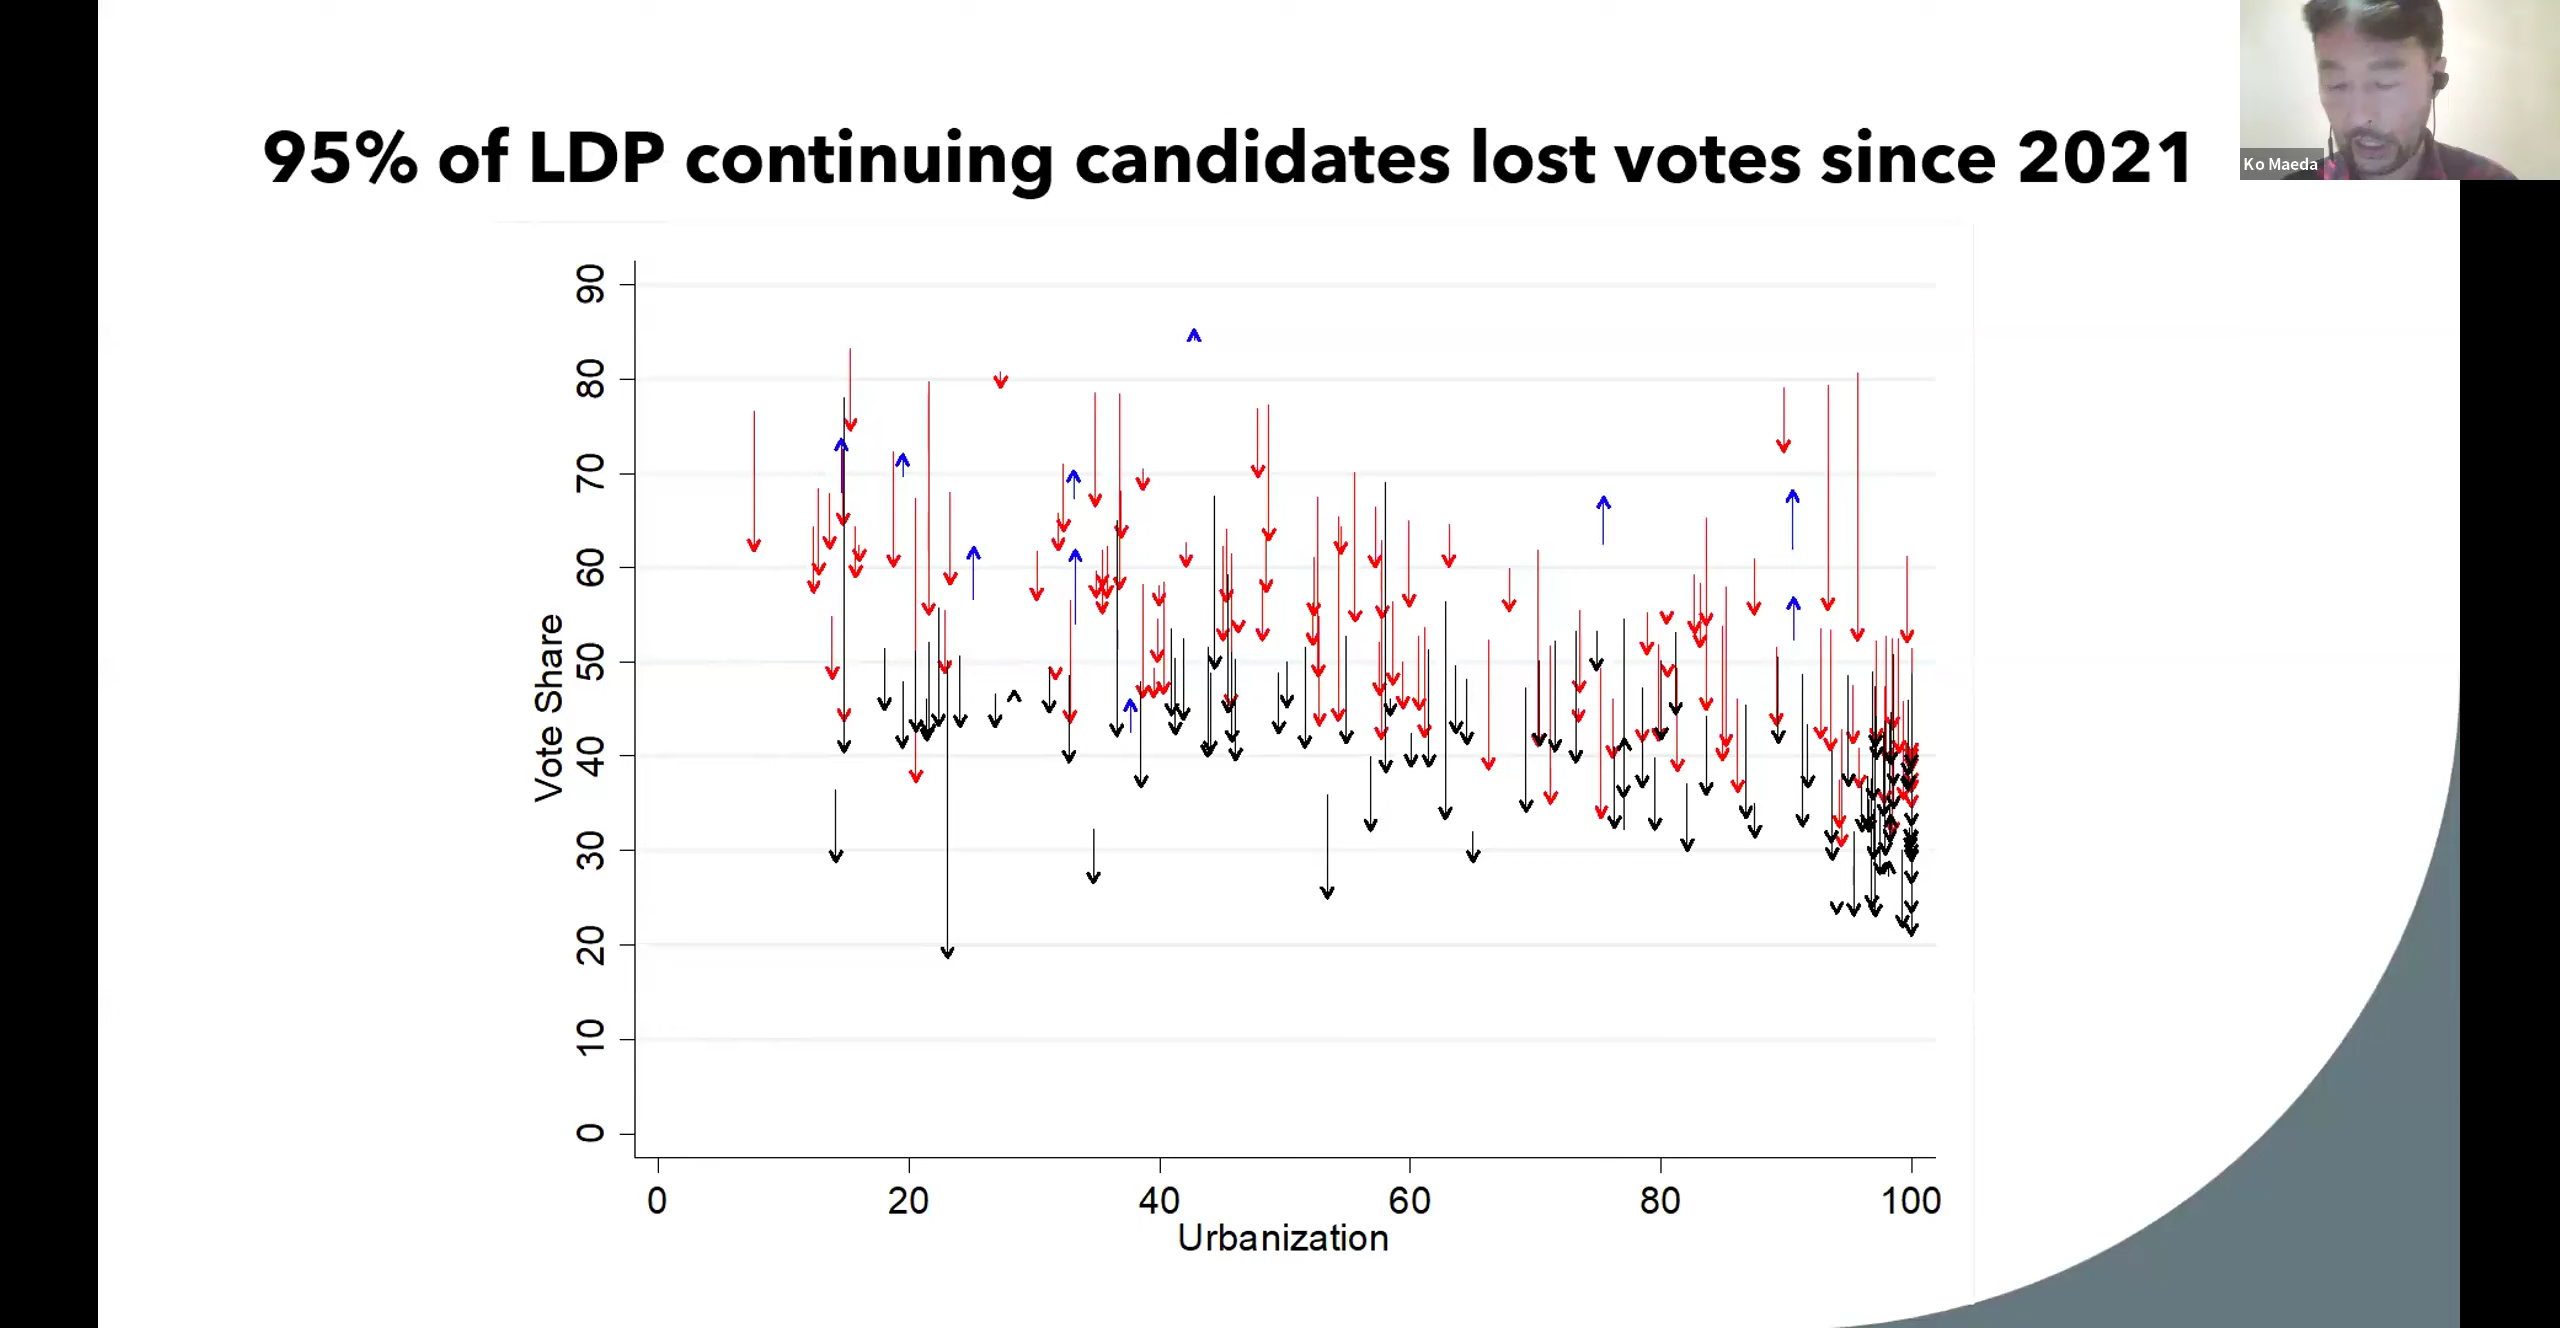 95% of LDP continuing candidates lost votes since 2021
Ko Maeda
Vote Share
90
80
70
60
50
40
30
20
10
0
0 20 40 60 80 100
Urbanization